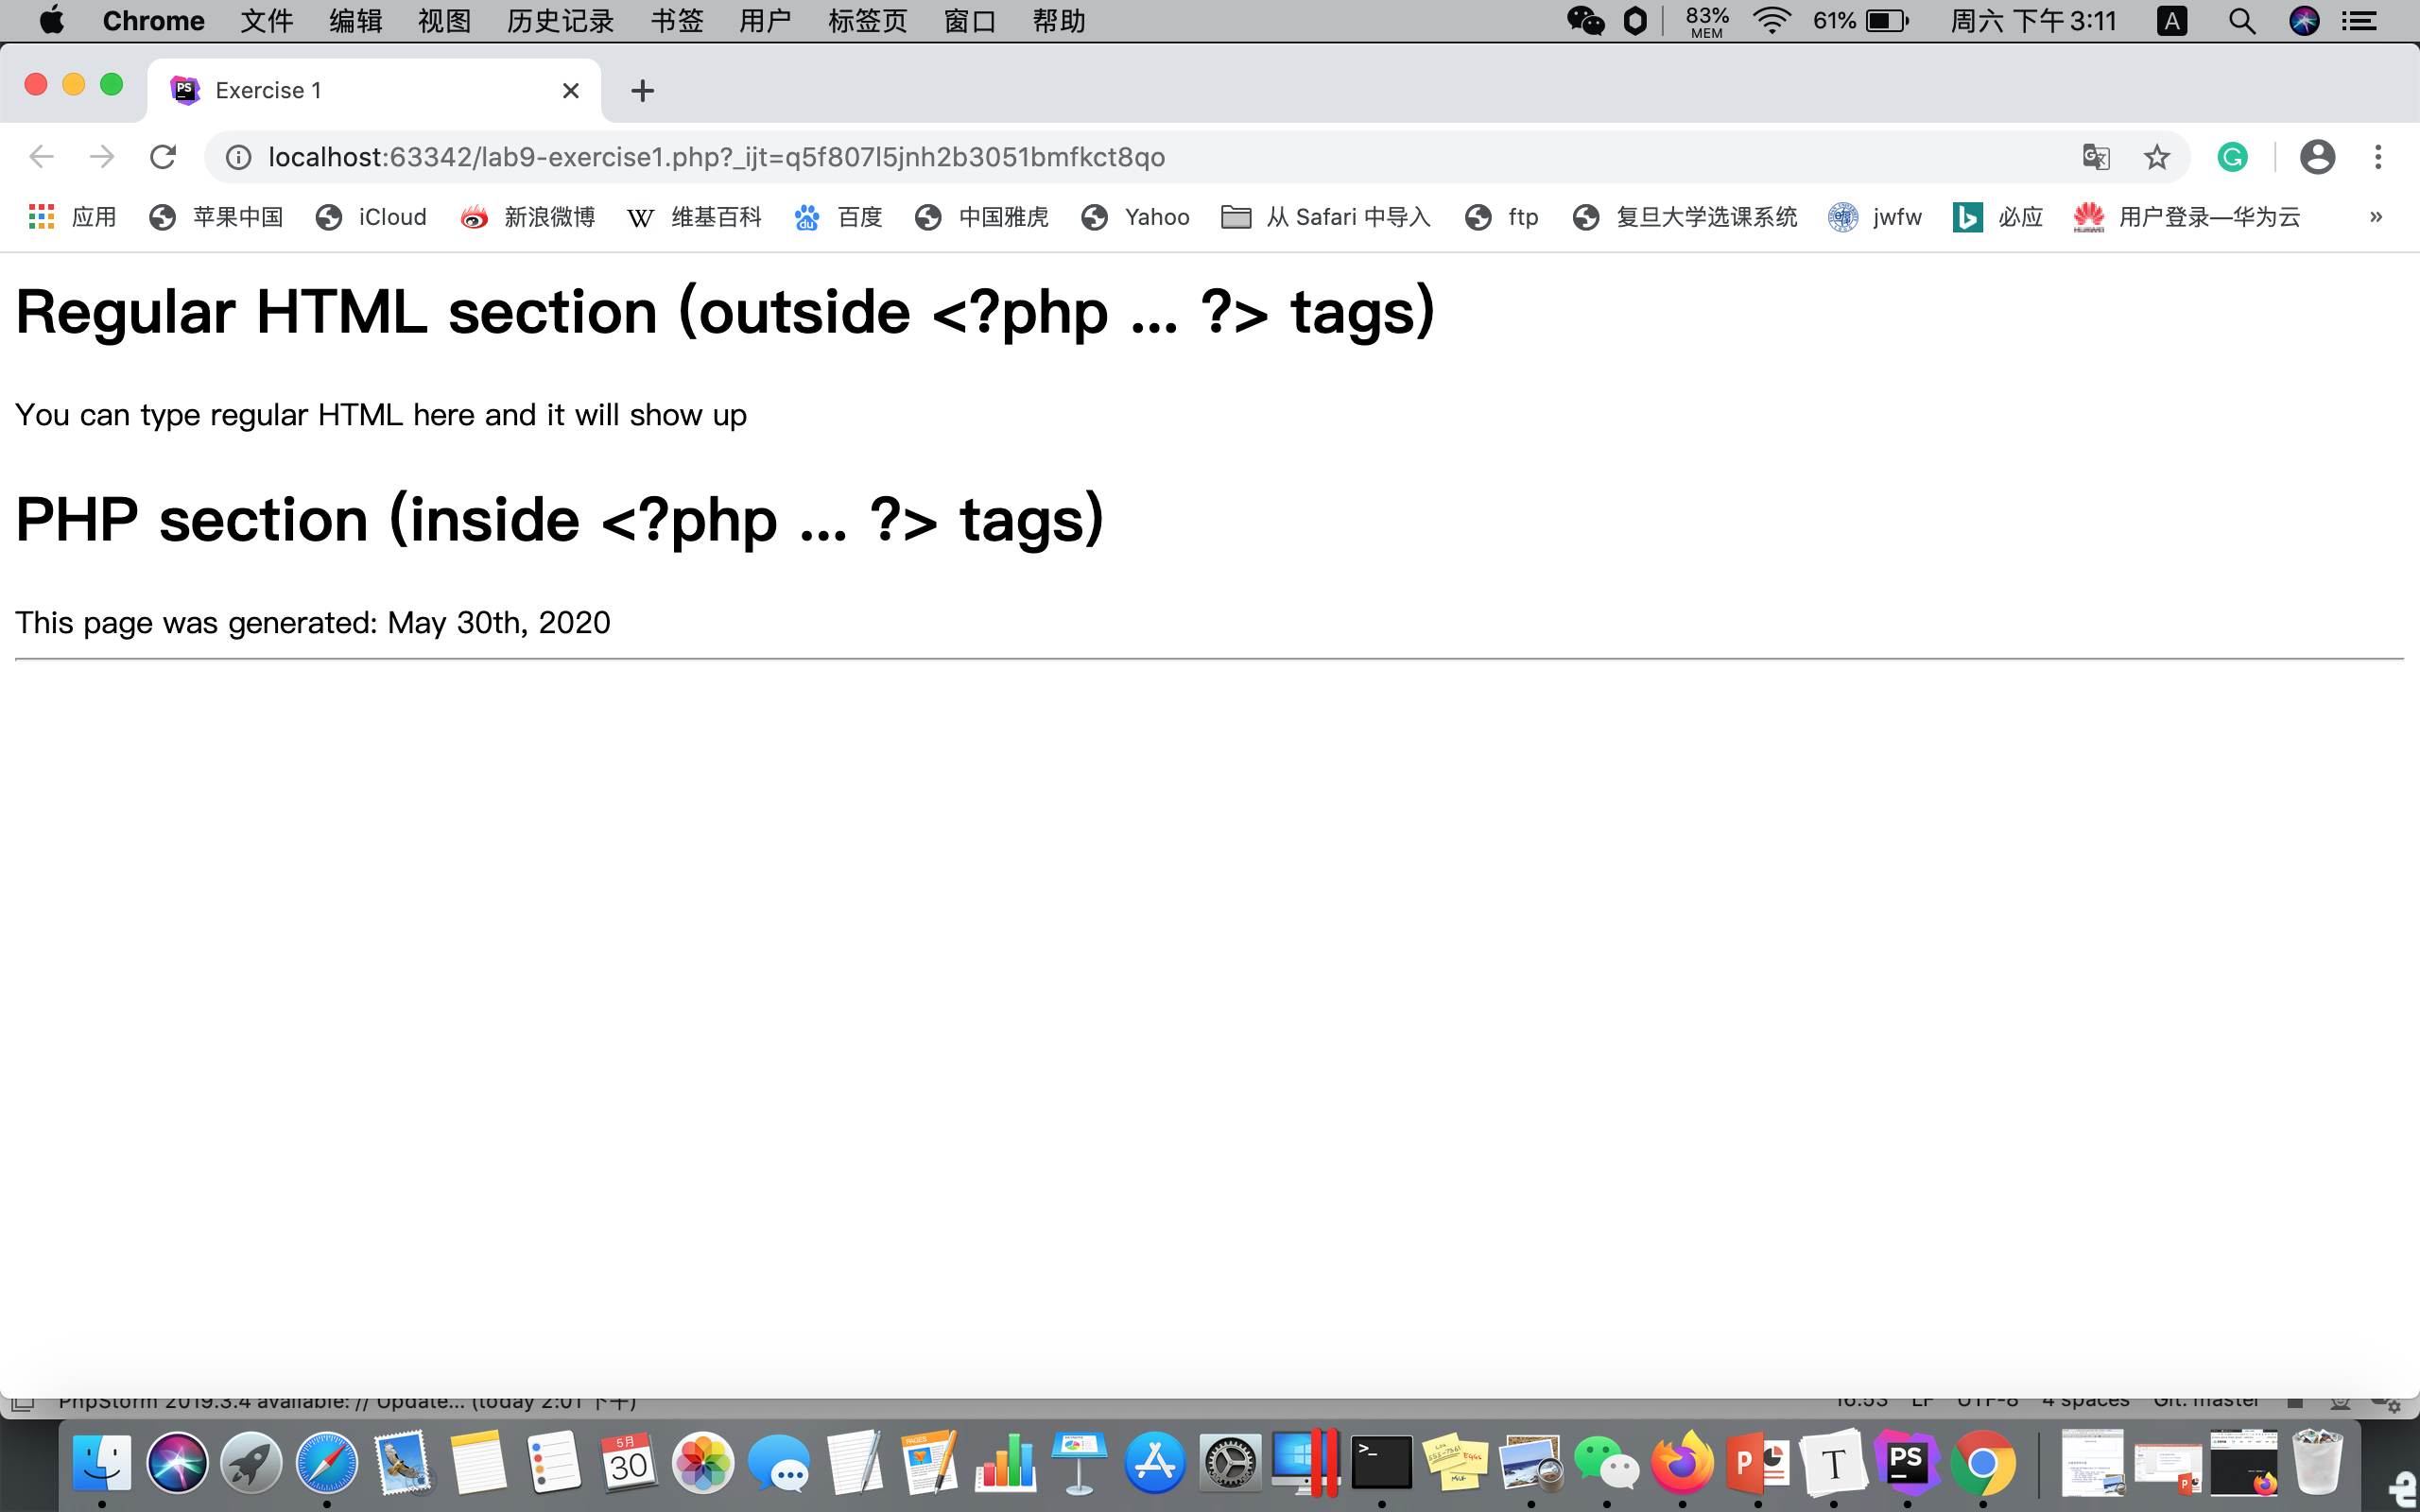 Chrome 文件 编辑 视图 历史记录 书签 用户 标签页 窗口 帮助 83% MEM 61% 周六 下午3:11 A
PS Exercise 1
localhost:63342/lab9-exercise1.php?_ijt=q5f807l5jnh2b3051bmfkct8qo
应用 苹果中国 iCloud 新浪微博 W 维基百科 du 百度 中国雅虎 Yahoo 从 Safari 中导入 ftp 复旦大学选课系统 jwfw 必应 用户登录—华为云 »
Regular HTML section (outside <?php ... ?> tags)
You can type regular HTML here and it will show up
PHP section (inside <?php ... ?> tags)
This page was generated: May 30th, 2020
PhpStorm 2019.3.4 available: // Update... (today 2:01 下午) 16:53 LF UTF-8 4 spaces Git: master
5月
30
PAGES
>_
P
T
PS